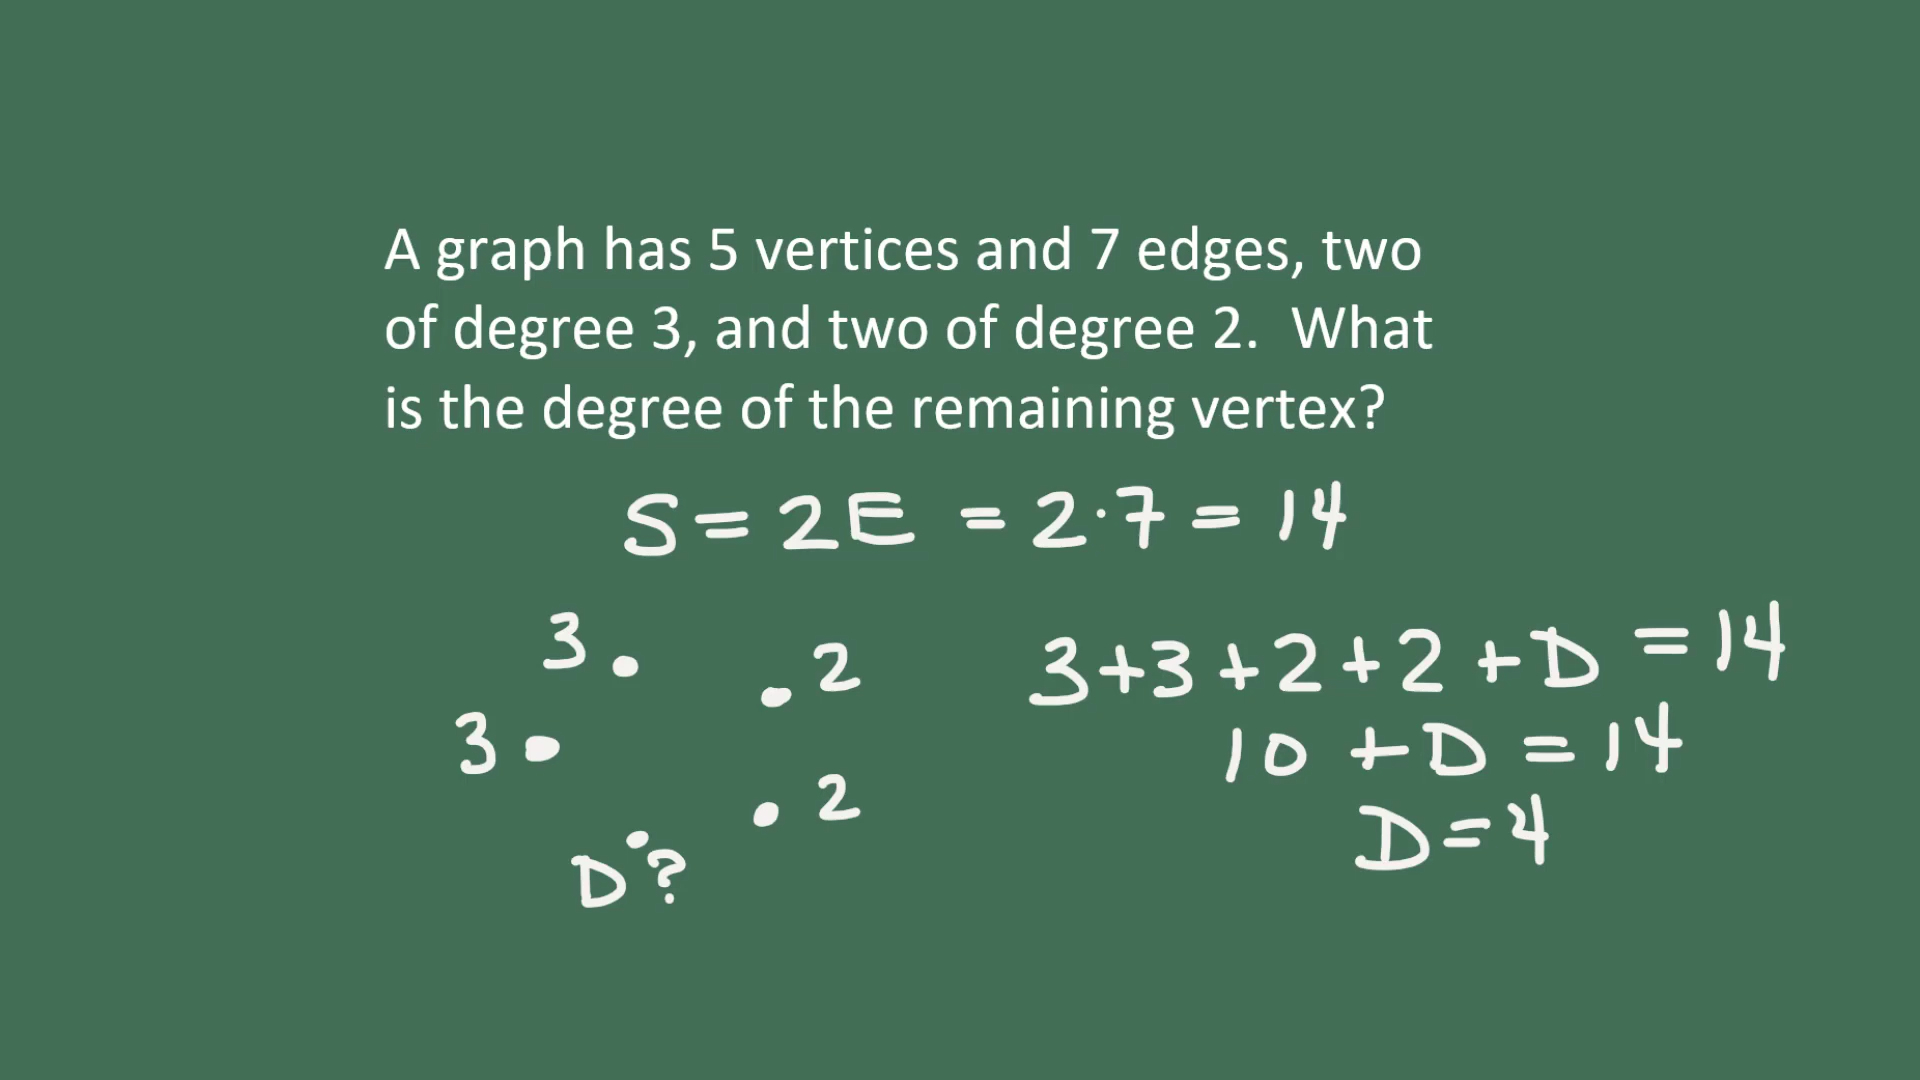 A graph has 5 vertices and 7 edges, two
of degree 3, and two of degree 2. What
is the degree of the remaining vertex?
S = 2E = 2·7 = 14
3
2
3
2
D?
3+3+2+2+D = 14
10 + D = 14
D = 4